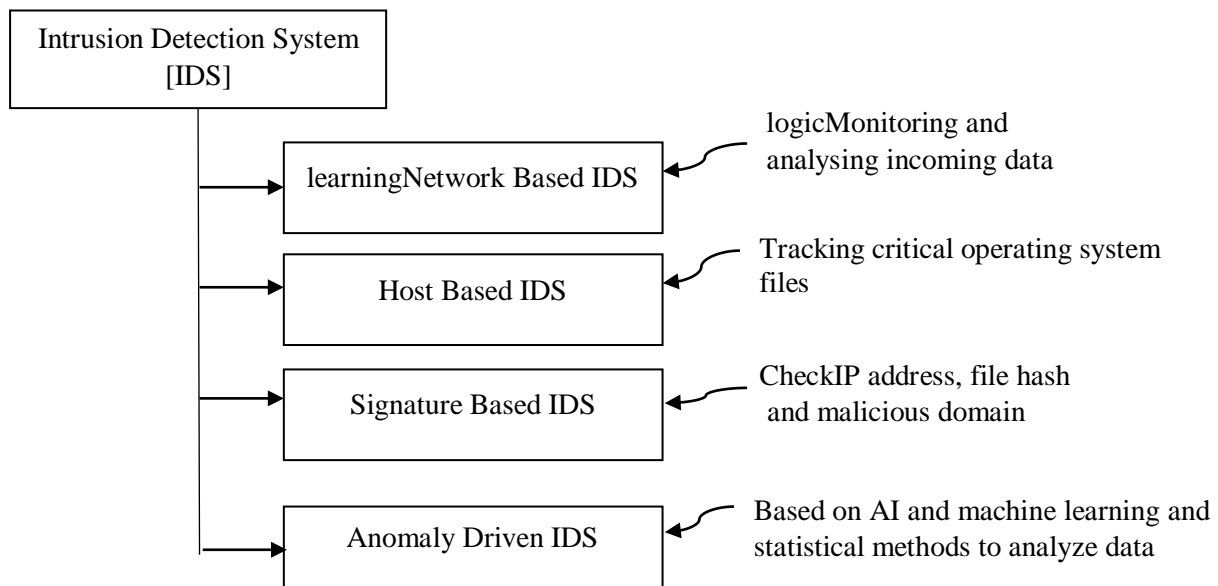 Intrusion Detection System
[IDS]
learningNetwork Based IDS
logicMonitoring and
analysing incoming data
Host Based IDS
Tracking critical operating system
files
Signature Based IDS
CheckIP address, file hash
and malicious domain
Anomaly Driven IDS
Based on AI and machine learning and
statistical methods to analyze data